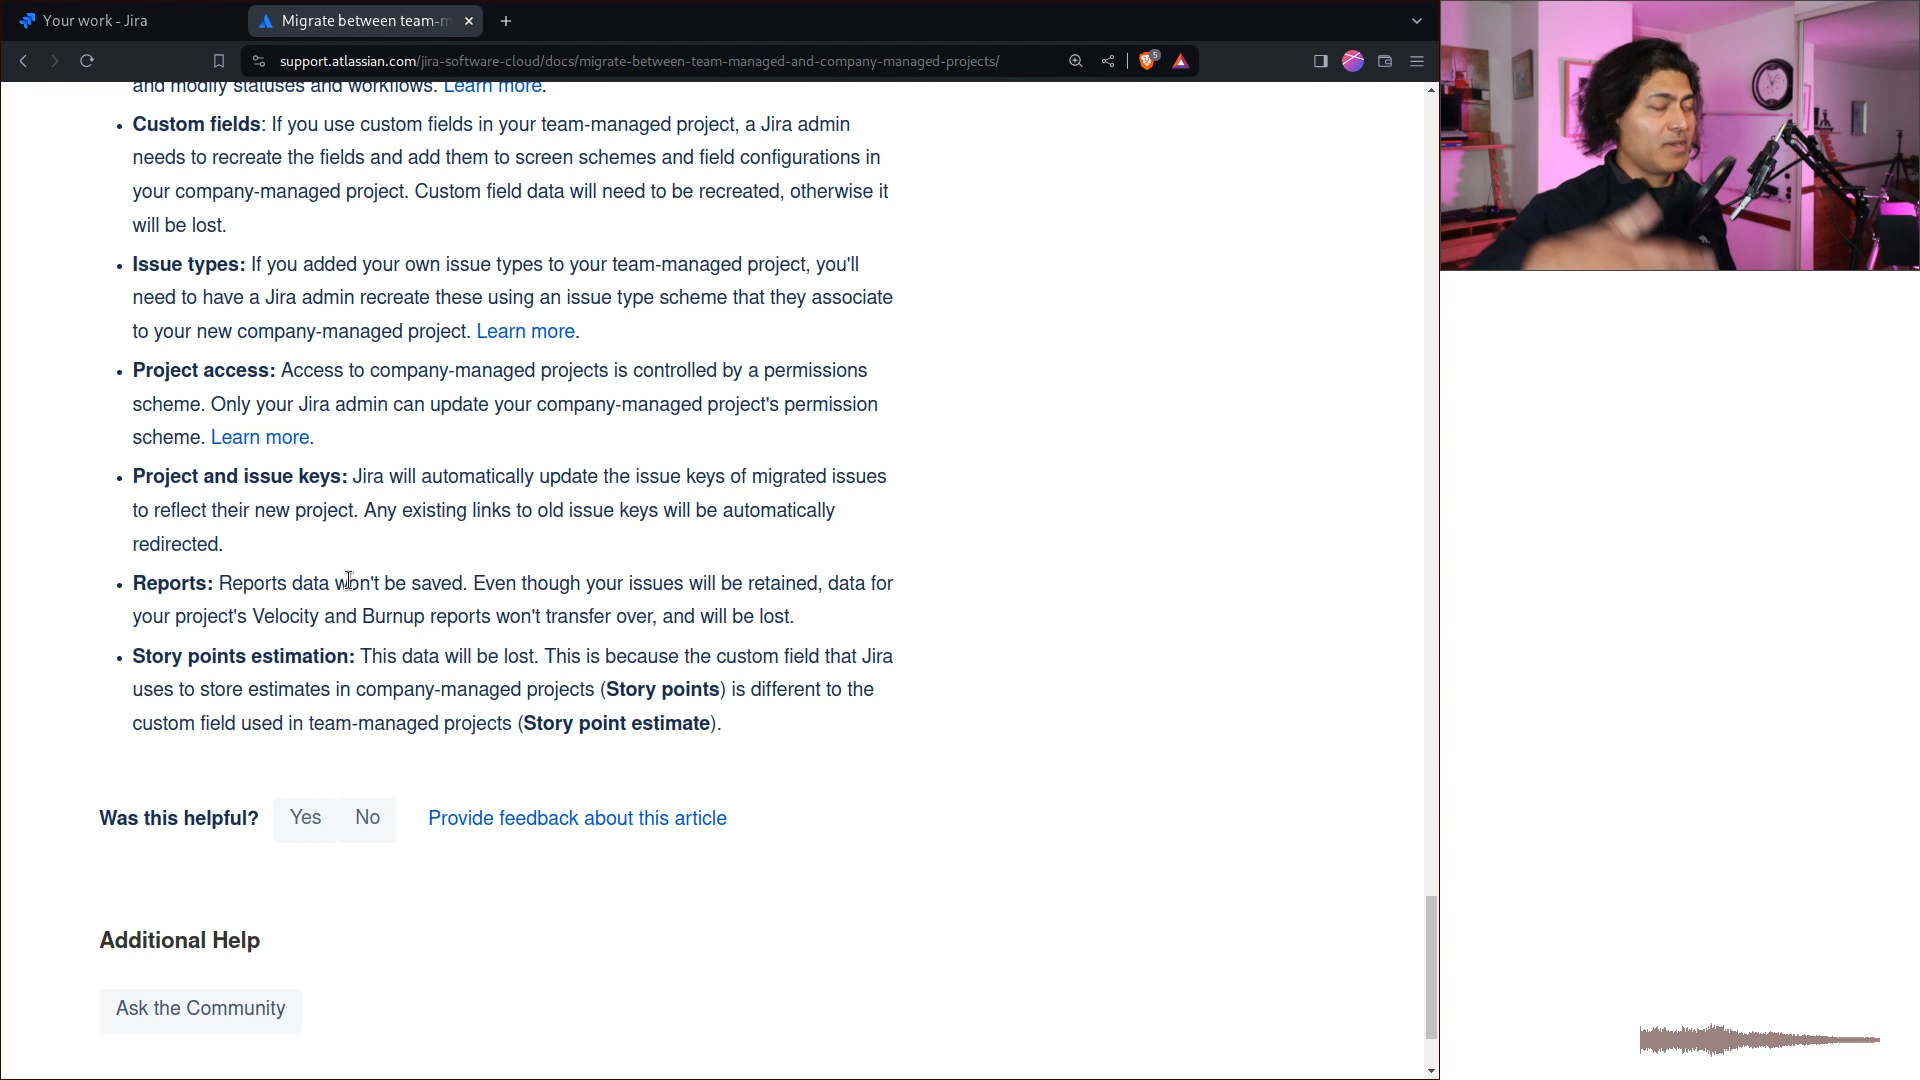 Your work - Jira
Migrate between team-m
support.atlassian.com/jira-software-cloud/docs/migrate-between-team-managed-and-company-managed-projects/
5
and modify statuses and workflows. Learn more.
• Custom fields: If you use custom fields in your team-managed project, a Jira admin
needs to recreate the fields and add them to screen schemes and field configurations in
your company-managed project. Custom field data will need to be recreated, otherwise it
will be lost.
• Issue types: If you added your own issue types to your team-managed project, you'll
need to have a Jira admin recreate these using an issue type scheme that they associate
to your new company-managed project. Learn more.
• Project access: Access to company-managed projects is controlled by a permissions
scheme. Only your Jira admin can update your company-managed project's permission
scheme. Learn more.
• Project and issue keys: Jira will automatically update the issue keys of migrated issues
to reflect their new project. Any existing links to old issue keys will be automatically
redirected.
• Reports: Reports data won't be saved. Even though your issues will be retained, data for
your project's Velocity and Burnup reports won't transfer over, and will be lost.
• Story points estimation: This data will be lost. This is because the custom field that Jira
uses to store estimates in company-managed projects (Story points) is different to the
custom field used in team-managed projects (Story point estimate).
Was this helpful? Yes No Provide feedback about this article
Additional Help
Ask the Community